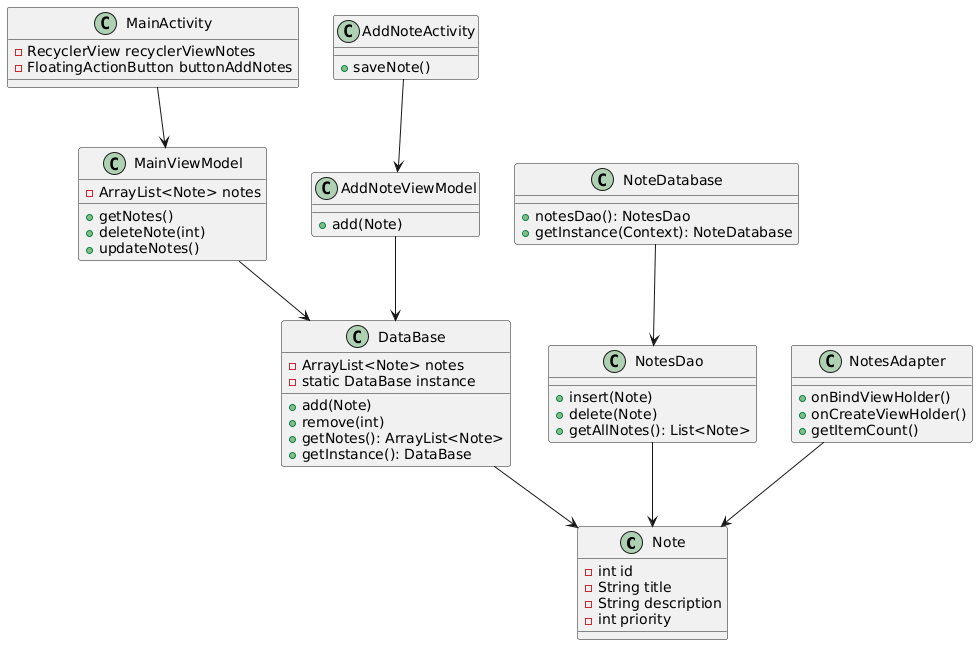 C MainActivity
RecyclerView recyclerViewNotes
FloatingActionButton buttonAddNotes
C AddNoteActivity
saveNote()
C MainViewModel
ArrayList<Note> notes
getNotes()
deleteNote(int)
updateNotes()
C AddNoteViewModel
add(Note)
C NoteDatabase
notesDao(): NotesDao
getInstance(Context): NoteDatabase
C DataBase
ArrayList<Note> notes
static DataBase instance
add(Note)
remove(int)
getNotes(): ArrayList<Note>
getInstance(): DataBase
C NotesDao
insert(Note)
delete(Note)
getAllNotes(): List<Note>
C NotesAdapter
onBindViewHolder()
onCreateViewHolder()
getItemCount()
C Note
int id
String title
String description
int priority